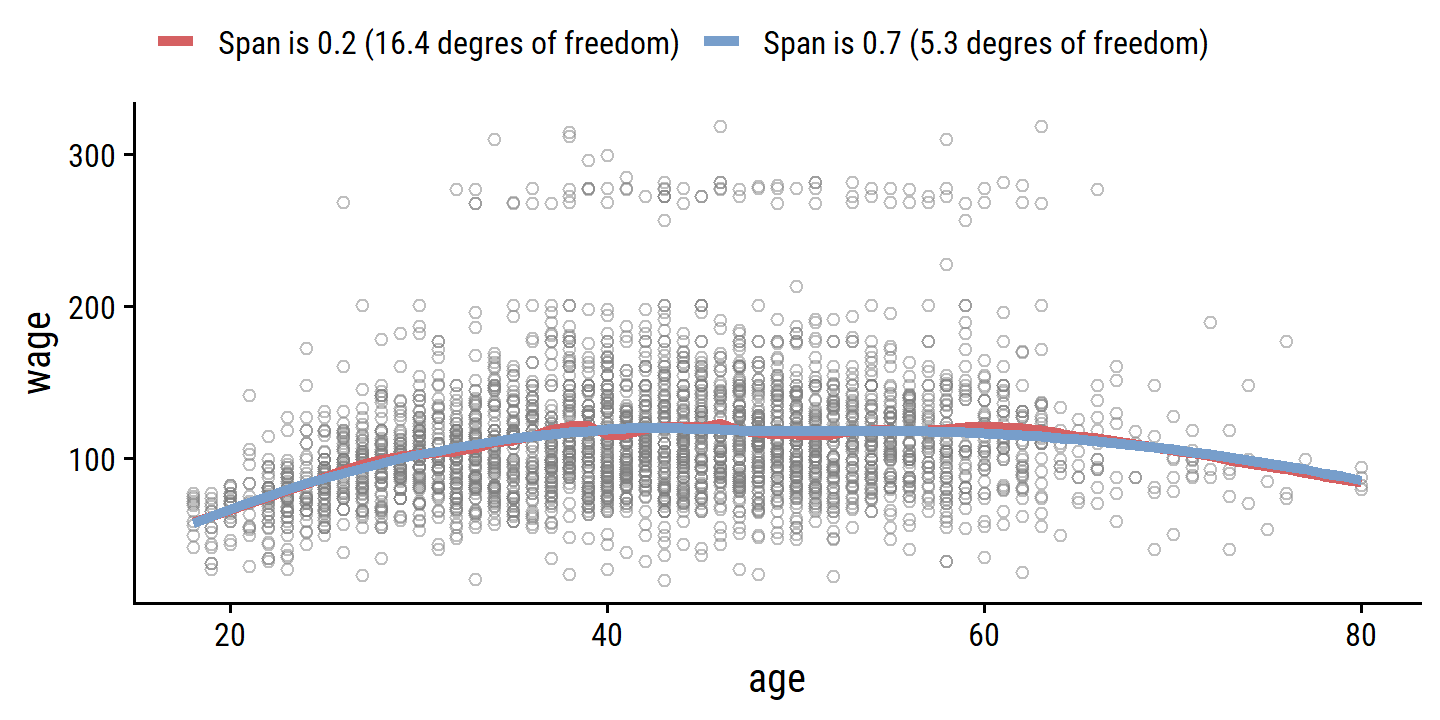 Span is 0.2 (16.4 degres of freedom) Span is 0.7 (5.3 degres of freedom)
300
200
100
wage
20 40 60 80
age